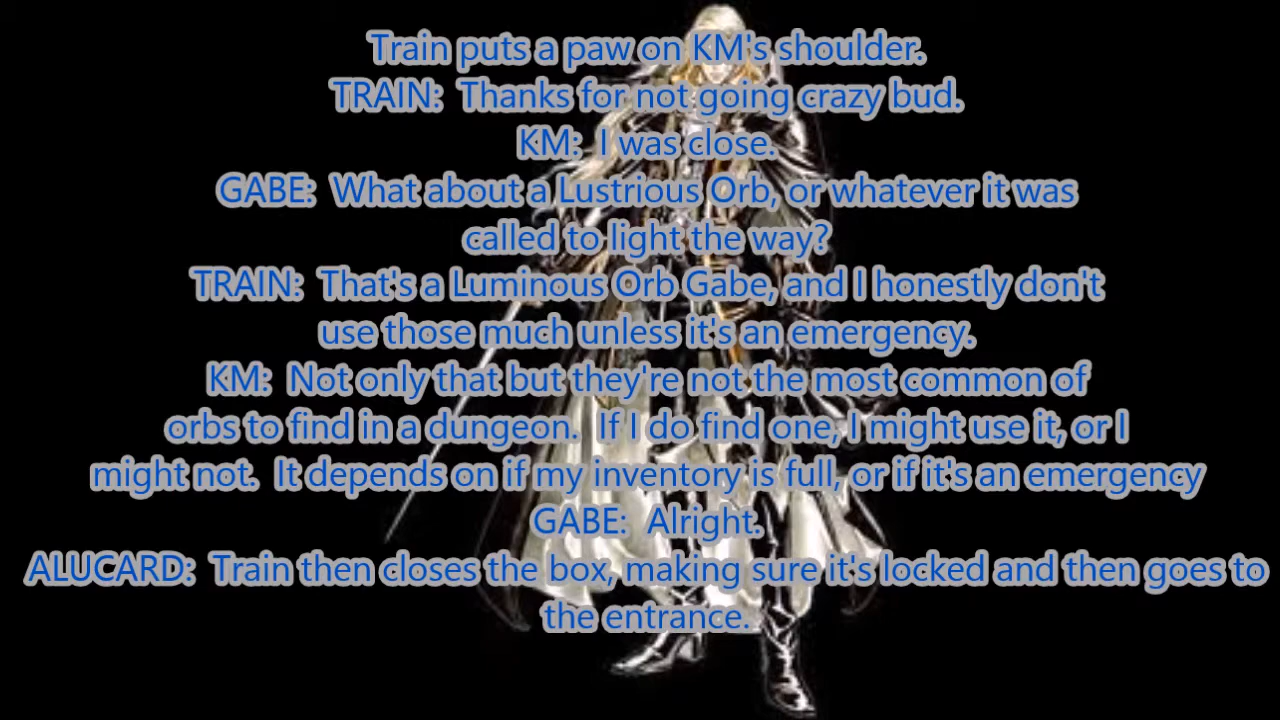 Train puts a paw on KM's shoulder.
TRAIN:  Thanks for not going crazy bud.
KM:  I was close.
GABE:  What about a Lustrious Orb, or whatever it was
called to light the way?
TRAIN:  That's a Luminous Orb Gabe, and I honestly don't
use those much unless it's an emergency.
KM:  Not only that but they're not the most common of
orbs to find in a dungeon.  If I do find one, I might use it, or I
might not.  It depends on if my inventory is full, or if it's an emergency
GABE:  Alright.
ALUCARD:  Train then closes the box, making sure it's locked and then goes to
the entrance.